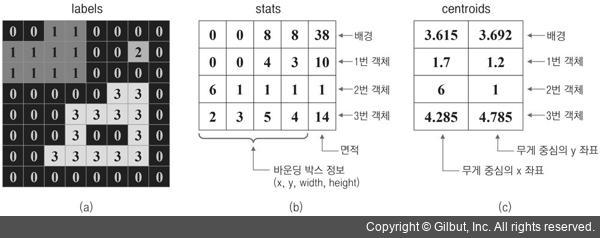 labels
stats
centroids
0 0 1 1 0 0 0 0
1 1 1 1 0 0 2 0
1 1 1 1 0 0 0 0
0 0 0 0 0 3 3 0
0 0 0 3 3 3 3 0
0 0 3 3 0 0 3 0
0 0 3 3 3 3 3 0
0 0 0 0 0 0 0 0
0 0 8 8 38 배경
0 0 4 3 10 1번 객체
6 1 1 1 1 2번 객체
2 3 5 4 14 3번 객체
면적
바운딩 박스 정보
(x, y, width, height)
3.615 3.692 배경
1.7 1.2 1번 객체
6 1 2번 객체
4.285 4.785 3번 객체
무게 중심의 y 좌표
무게 중심의 x 좌표
(a)
(b)
(c)
Copyright © Gilbut, Inc. All rights reserved.